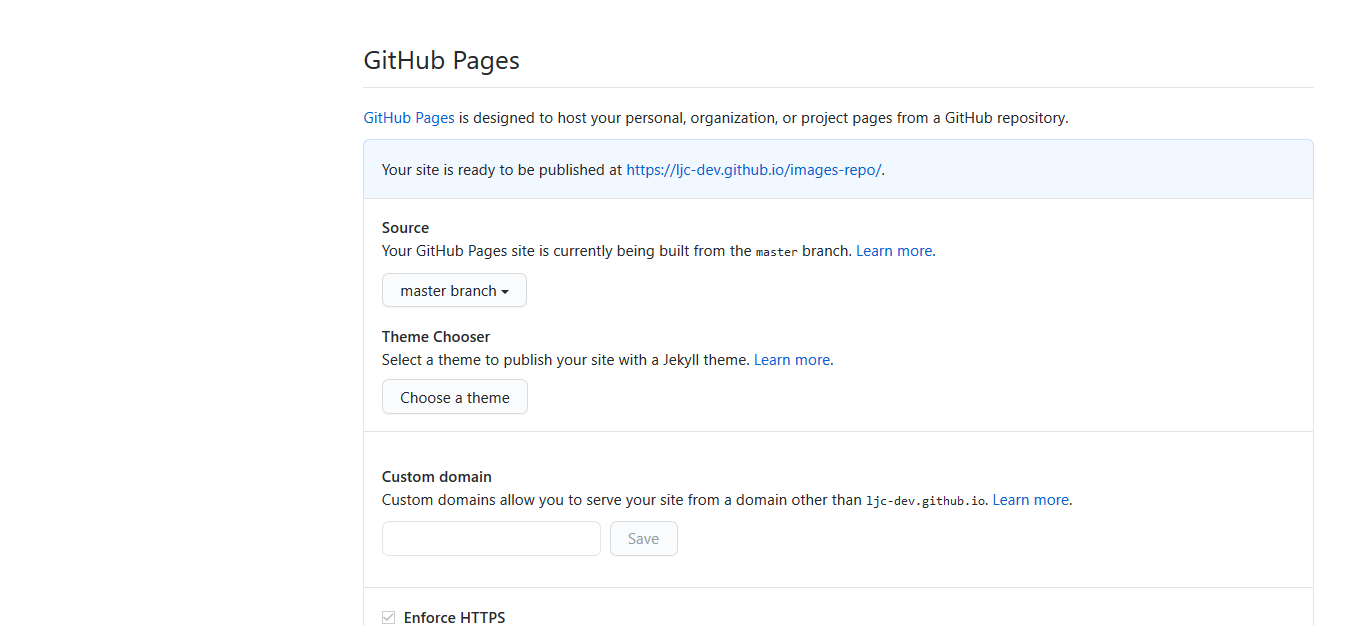 GitHub Pages
GitHub Pages is designed to host your personal, organization, or project pages from a GitHub repository.
Your site is ready to be published at https://ljc-dev.github.io/images-repo/.
Source
Your GitHub Pages site is currently being built from the master branch. Learn more.
master branch
Theme Chooser
Select a theme to publish your site with a Jekyll theme. Learn more.
Choose a theme
Custom domain
Custom domains allow you to serve your site from a domain other than ljc-dev.github.io. Learn more.
Save
Enforce HTTPS